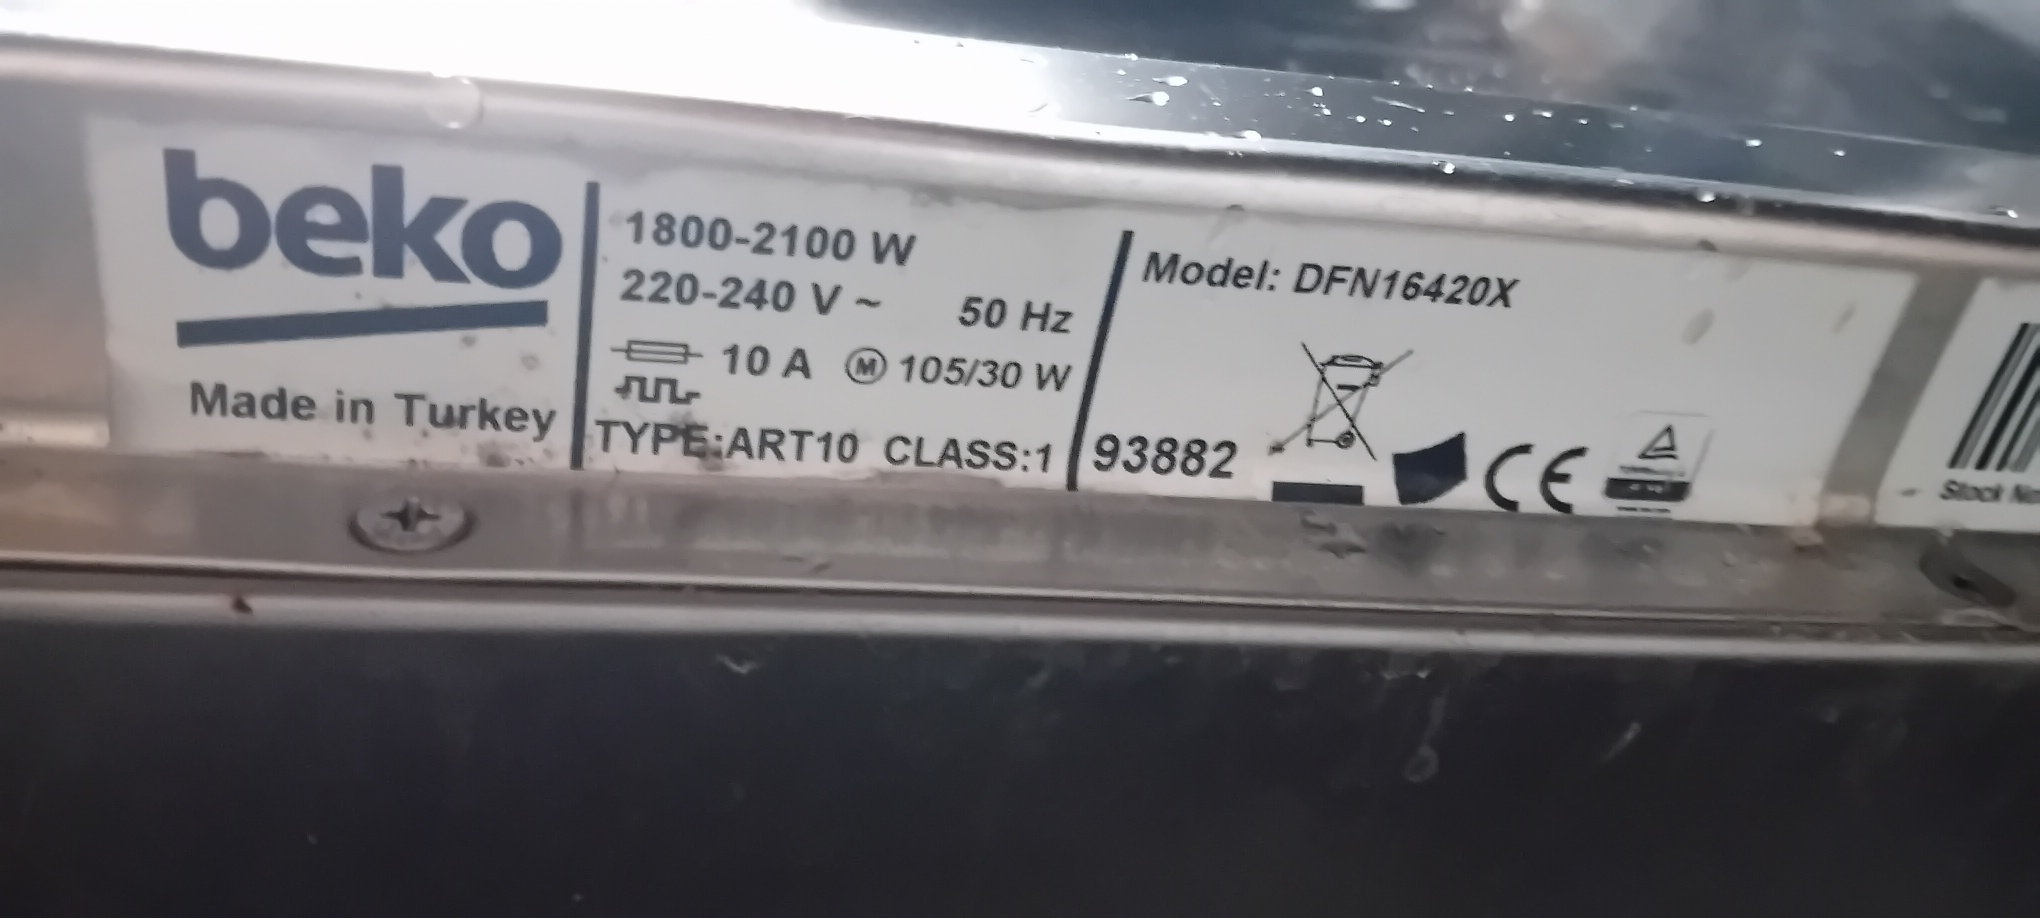 beko
Made in Turkey
1800-2100 W
220-240 V ~ 50 Hz
10 A M 105/30 W
TYPE:ART10 CLASS:1
Model: DFN16420X
93882
CE
Stock